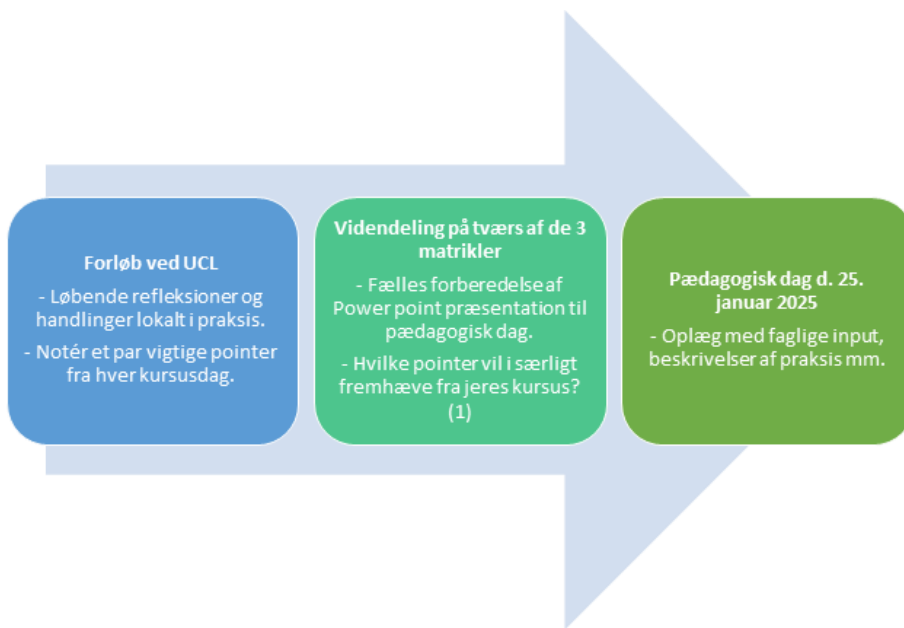 Forløb ved UCL
- Løbende refleksioner og
handlinger lokalt i praksis.
- Notér et par vigtige pointer
fra hver kursusdag.
Videndeling på tværs af de 3
matrikler
- Fælles forberedelse af
Power point præsentation til
pædagogisk dag.
- Hvilke pointer vil i særligt
fremhæve fra jeres kursus?
(1)
Pædagogisk dag d. 25.
januar 2025
- Oplæg med faglige input,
beskrivelser af praksis mm.